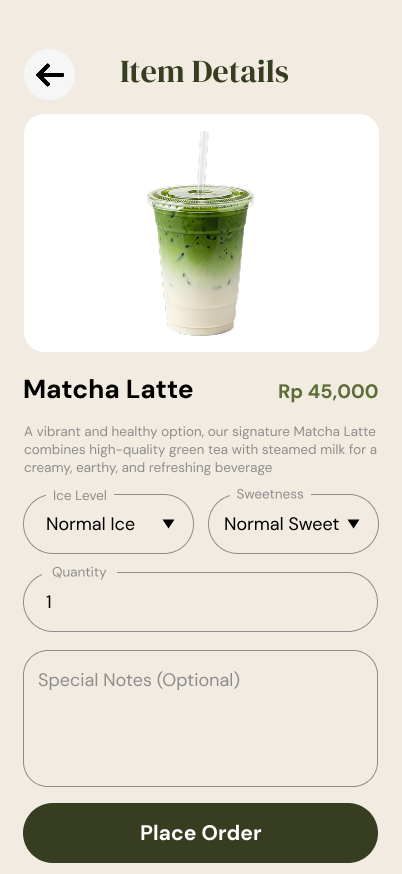 Item Details
Matcha Latte
Rp 45,000
A vibrant and healthy option, our signature Matcha Latte
combines high-quality green tea with steamed milk for a
creamy, earthy, and refreshing beverage
Ice Level
Normal Ice
Sweetness
Normal Sweet
Quantity
1
Special Notes (Optional)
Place Order